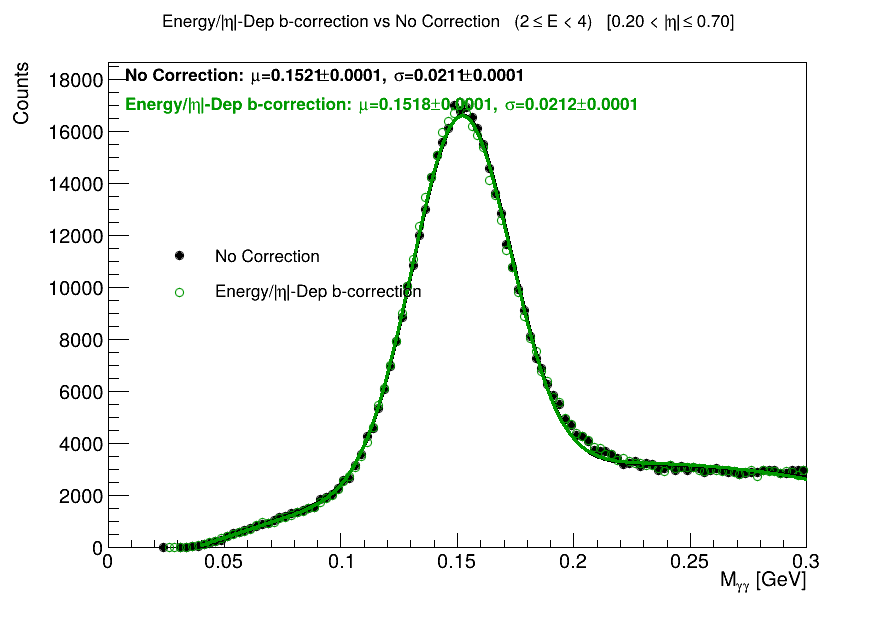 Energy/|η|-Dep b-correction vs No Correction (2 ≤ E < 4) [0.20 < |η| ≤ 0.70]
Counts
No Correction: μ=0.1521±0.0001, σ=0.0211±0.0001
Energy/|η|-Dep b-correction: μ=0.1518±0.0001, σ=0.0212±0.0001
18000
16000
14000
12000
10000
8000
6000
4000
2000
0
No Correction
Energy/|η|-Dep b-correction
0 0.05 0.1 0.15 0.2 0.25 0.3
Mγγ [GeV]